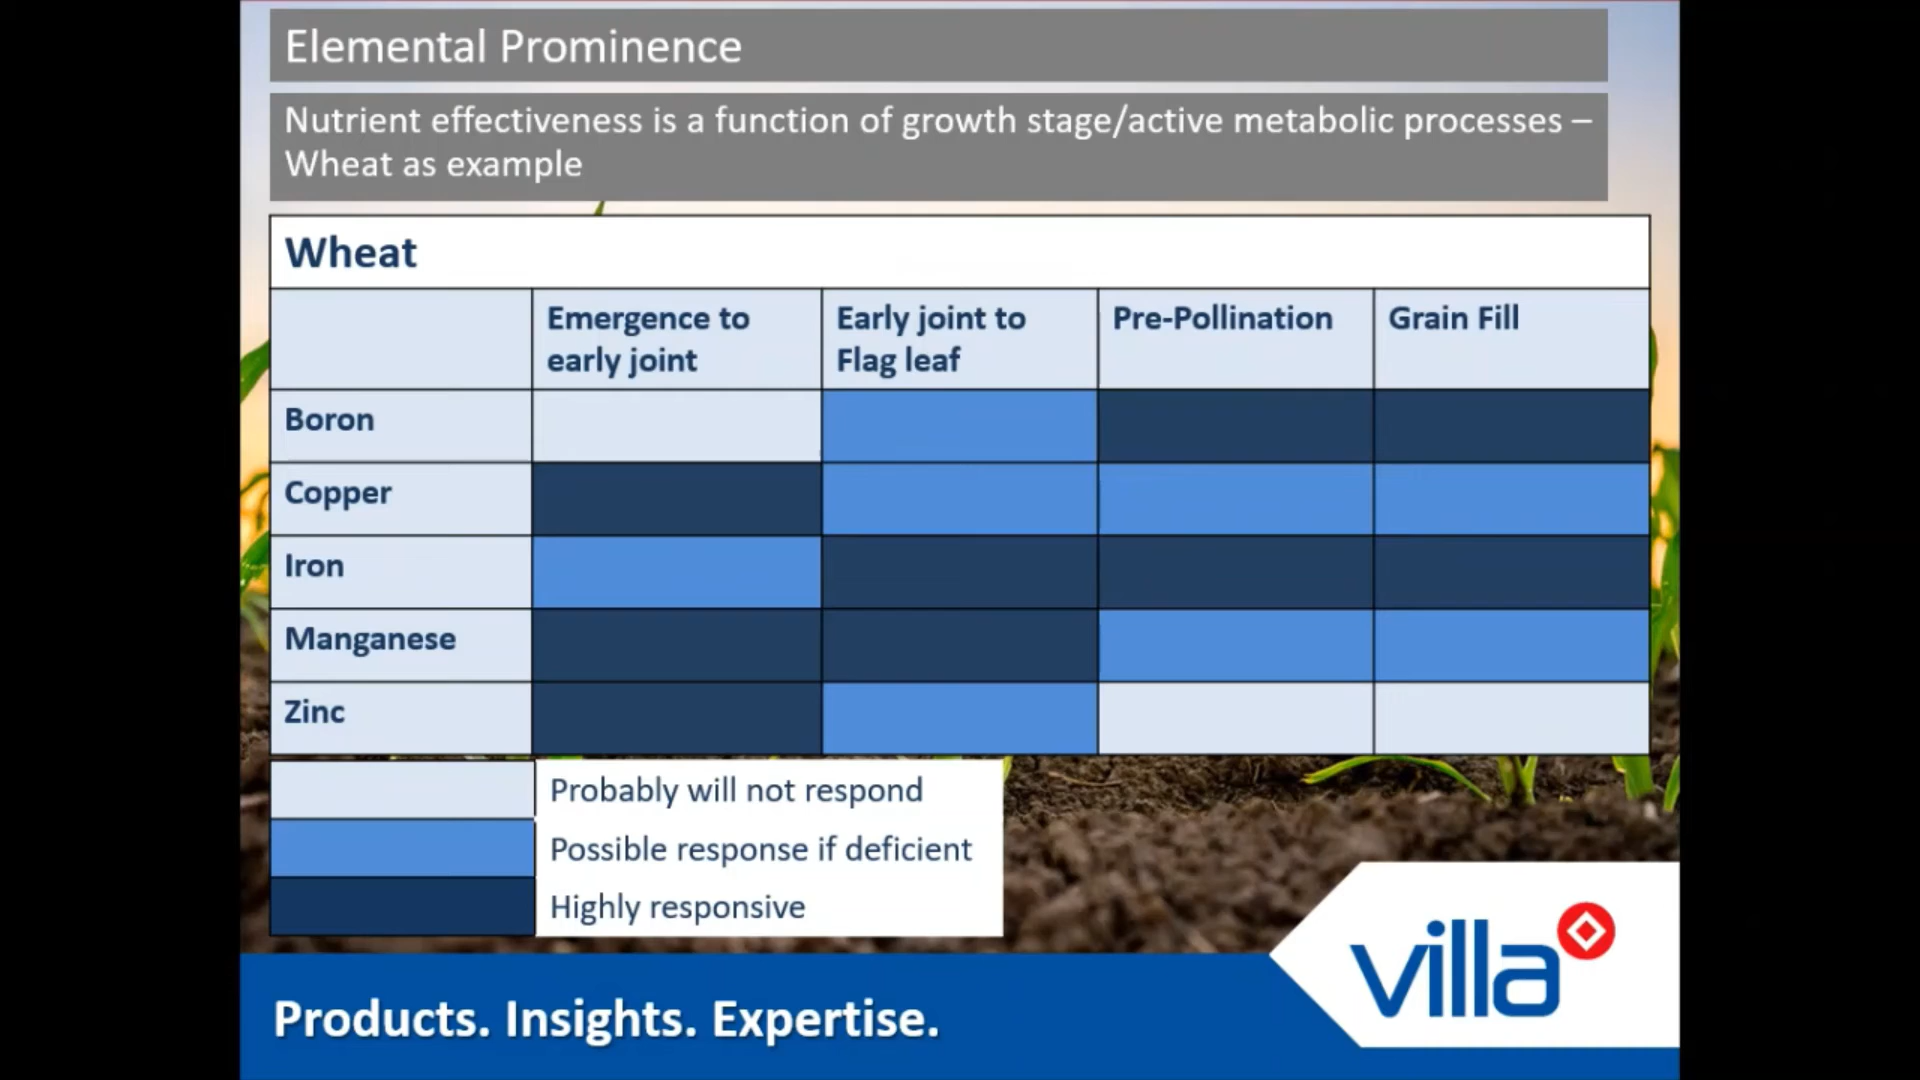 Elemental Prominence
Nutrient effectiveness is a function of growth stage/active metabolic processes –
Wheat as example
Wheat
Emergence to
early joint
Early joint to
Flag leaf
Pre-Pollination
Grain Fill
Boron
Copper
Iron
Manganese
Zinc
Probably will not respond
Possible response if deficient
Highly responsive
Products. Insights. Expertise.
villa